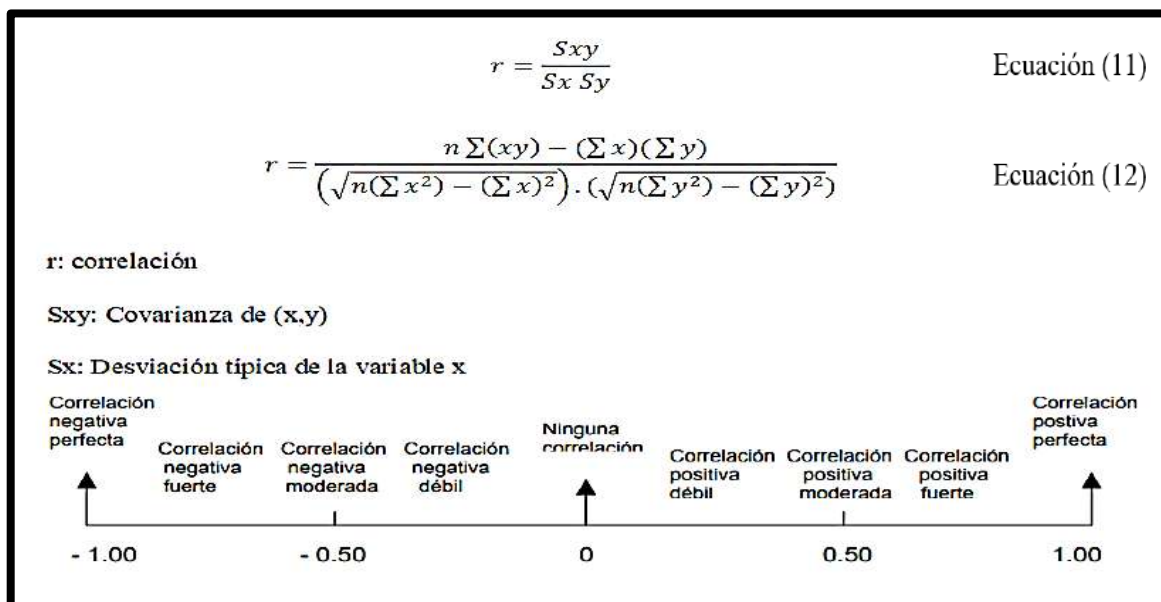 r = Sxy / Sx Sy Ecuación (11)
r = n ∑(xy) − (∑ x)(∑ y) / (√n(∑ x²) − (∑ x)²) . (√n(∑ y²) − (∑ y)²) Ecuación (12)
r: correlación
Sxy: Covarianza de (x,y)
Sx: Desviación típica de la variable x
Correlación
negativa
perfecta
Correlación
negativa
fuerte
Correlación
negativa
moderada
Correlación
negativa
débil
Ninguna
correlación
Correlación
positiva
débil
Correlación
positiva
moderada
Correlación
positiva
fuerte
Correlación
postiva
perfecta
- 1.00 - 0.50 0 0.50 1.00